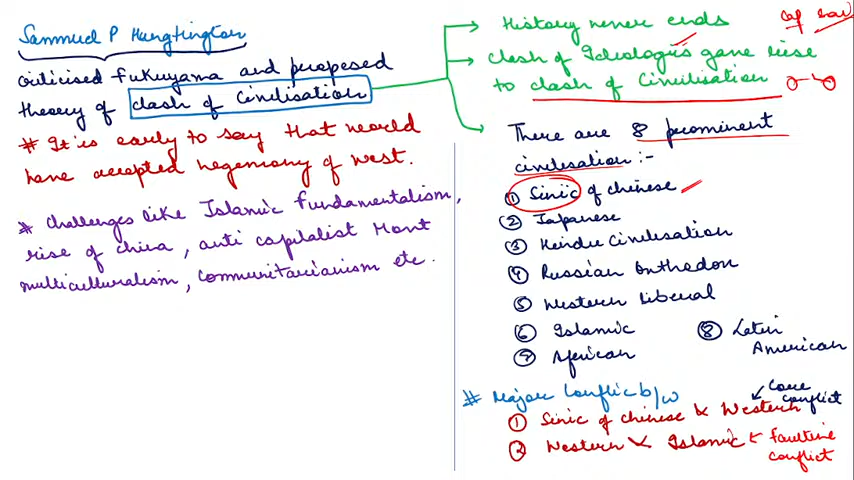 Sammuel P Hungtington
criticised Fukuyama and proposed
theory of clash of Civilisation
# It is early to say that world
have accepted hegemony of West.
* Challenges like Islamic Fundamentalism,
rise of china, anti capitalist Mont
multiculturalism, communitarianism etc.
History never ends
Clash of Ideologies gave rise
to clash of Civilisation
There are 8 prominent
civilisation :-
① Sinic of chinese
② Japanese
③ Hindu Civilisation
④ Russian Orthodox
⑤ Western Liberal
⑥ Islamic
⑦ African
⑧ Latin
American
# Major Conflic b/w
Core
conflict
① Sinic of chinese & Western
② Western & Islamic
faultline
conflict